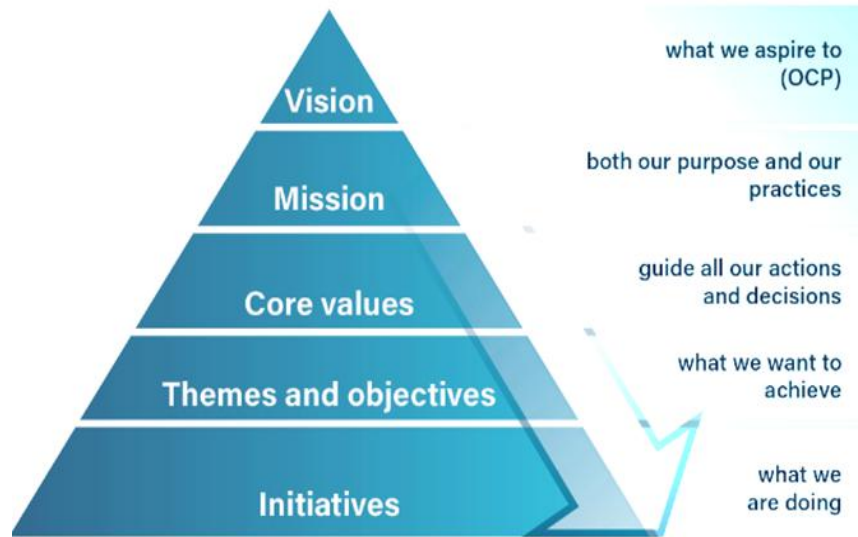 Vision
what we aspire to
(OCP)
Mission
both our purpose and our
practices
Core values
guide all our actions
and decisions
Themes and objectives
what we want to
achieve
Initiatives
what we
are doing